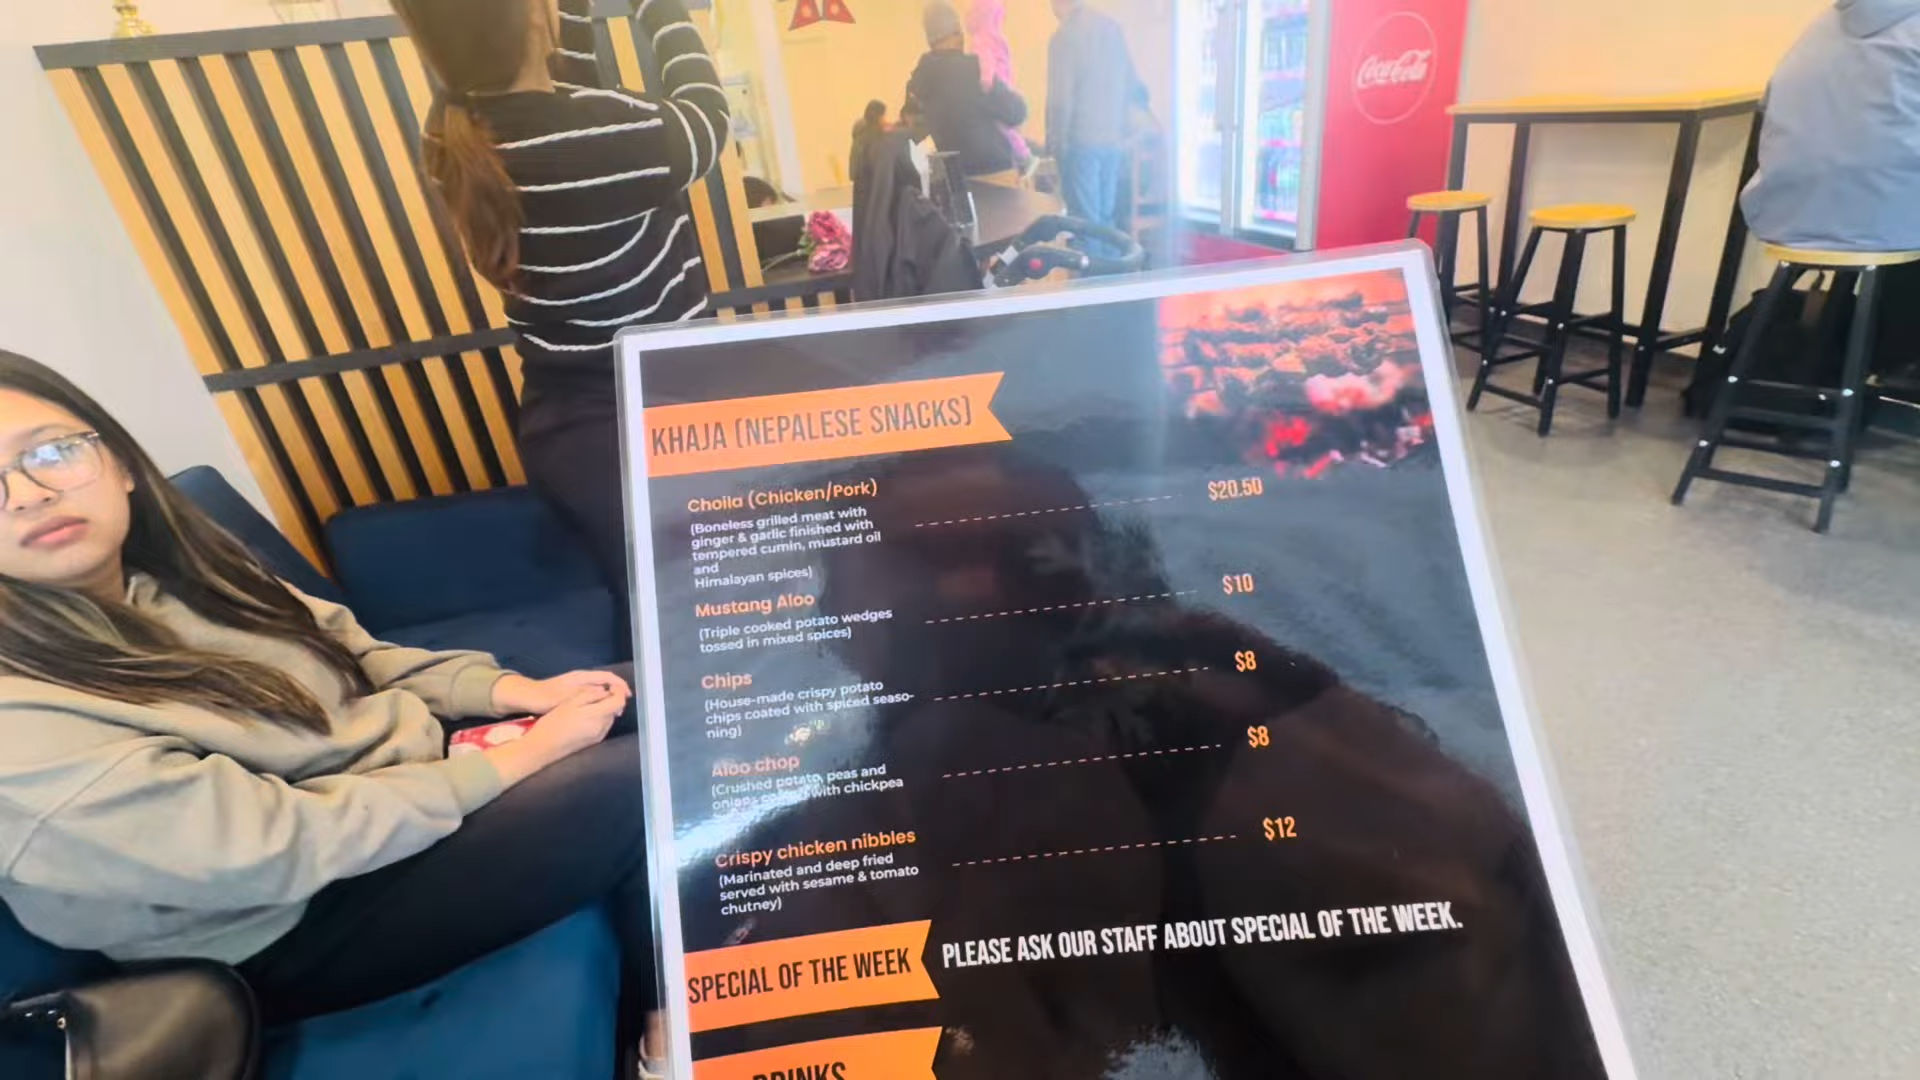 Coca-Cola
KHAJA (NEPALESE SNACKS)
Choila (Chicken/Pork) $20.50
(Boneless grilled meat with
ginger & garlic finished with
tempered cumin, mustard oil
and
Himalayan spices)
Mustang Aloo $10
(Triple cooked potato wedges
tossed in mixed spices)
Chips $8
(House-made crispy potato
chips coated with spiced seaso-
ning)
Aloo chop $8
(Crushed potato, peas and
onions with chickpea
Crispy chicken nibbles $12
(Marinated and deep fried
served with sesame & tomato
chutney)
SPECIAL OF THE WEEK PLEASE ASK OUR STAFF ABOUT SPECIAL OF THE WEEK.
DRINKS